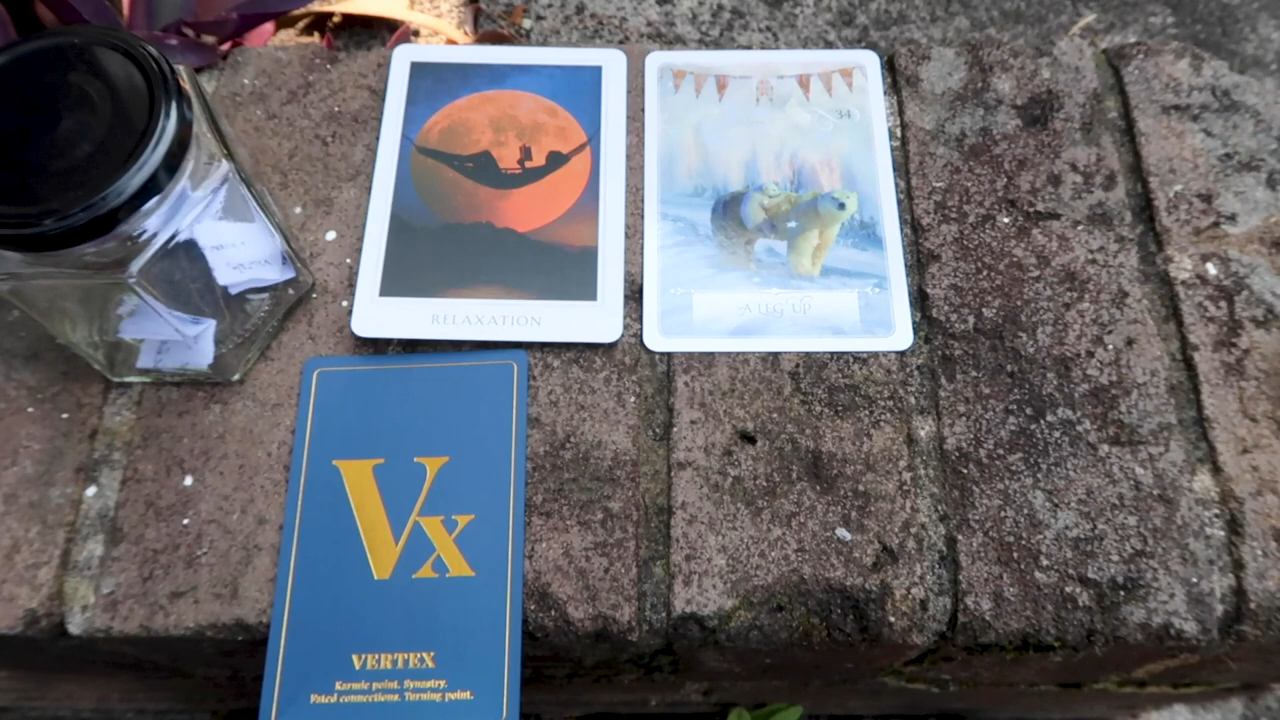 RELAXATION
34
A LEG UP
Vx
VERTEX
Karmic point. Synastry.
Fated connections. Turning point.